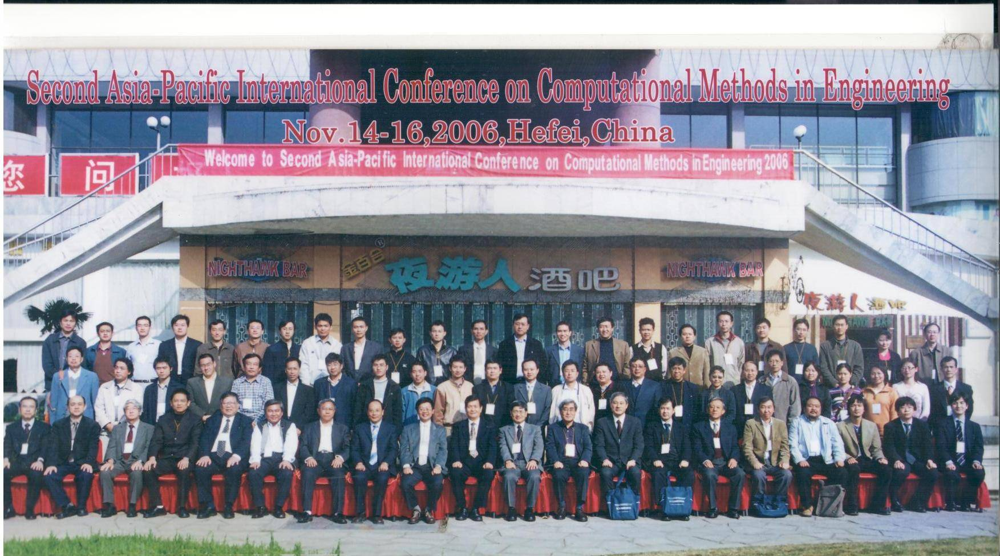 Second Asia-Pacific International Conference on Computational Methods in Engineering
Nov.14-16,2006,Hefei,China
Welcome to Second Asia-Pacific International Conference on Computational Methods in Engineering 2006
您 问
NIGHTHAWK BAR
金百合®
夜游人酒吧
NIGHTHAWK BAR
夜游人酒吧
NIGHTHAWK BAR